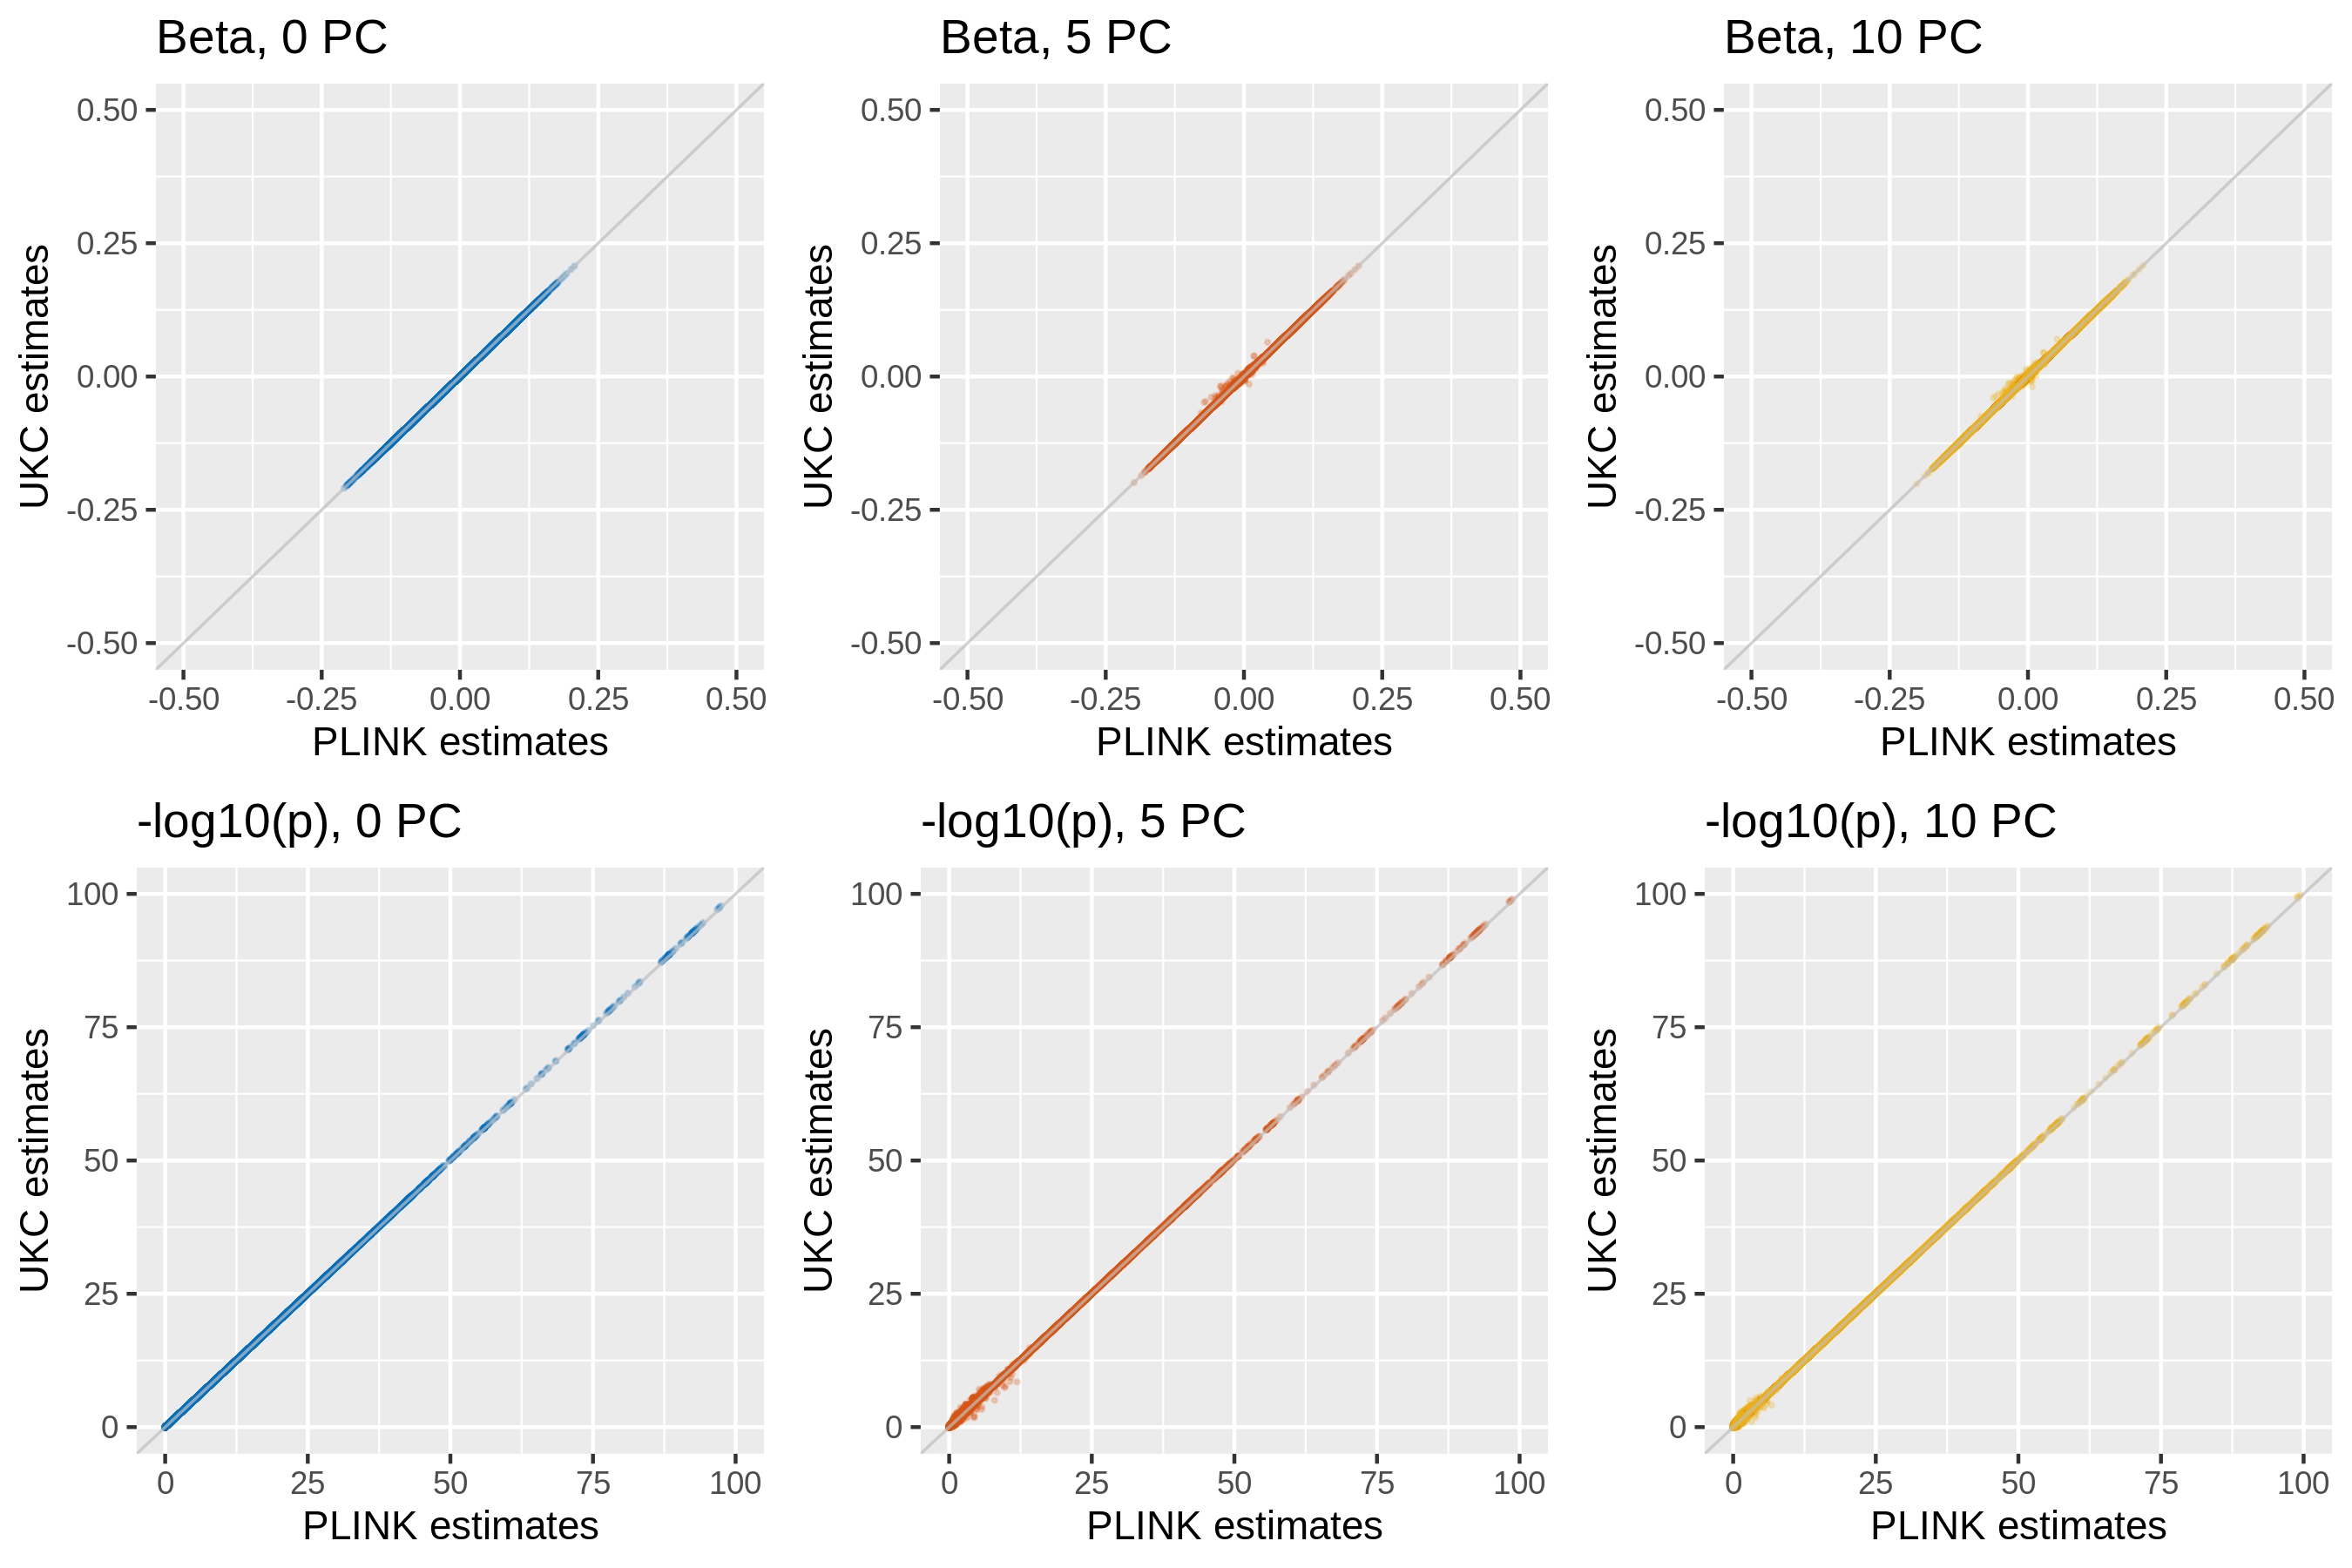 Beta, 0 PC
UKC estimates
0.50
0.25
0.00
-0.25
-0.50
-0.50 -0.25 0.00 0.25 0.50
PLINK estimates
Beta, 5 PC
UKC estimates
0.50
0.25
0.00
-0.25
-0.50
-0.50 -0.25 0.00 0.25 0.50
PLINK estimates
Beta, 10 PC
UKC estimates
0.50
0.25
0.00
-0.25
-0.50
-0.50 -0.25 0.00 0.25 0.50
PLINK estimates
-log10(p), 0 PC
UKC estimates
100
75
50
25
0
0 25 50 75 100
PLINK estimates
-log10(p), 5 PC
UKC estimates
100
75
50
25
0
0 25 50 75 100
PLINK estimates
-log10(p), 10 PC
UKC estimates
100
75
50
25
0
0 25 50 75 100
PLINK estimates